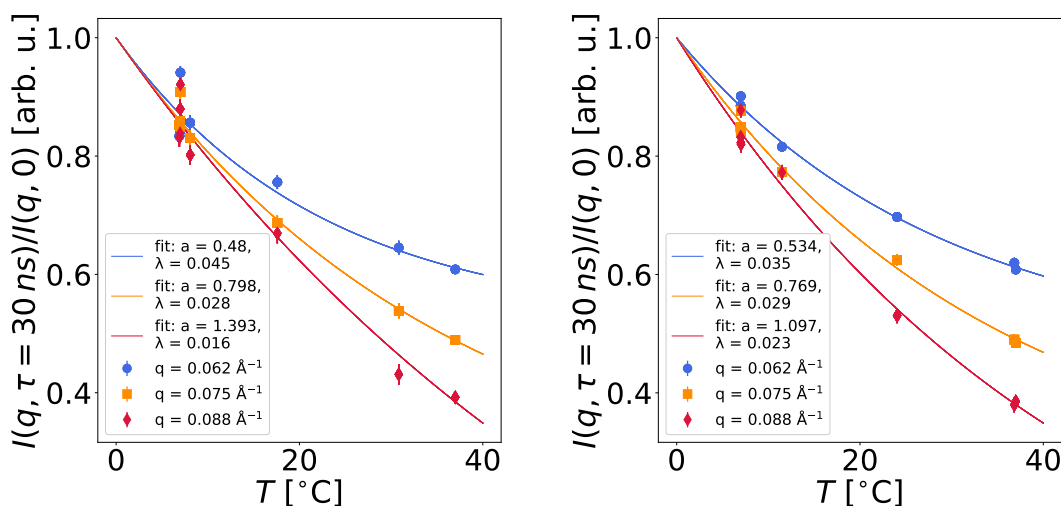 I(q, τ = 30 ns)/I(q, 0) [arb. u.]
1.0
0.8
0.6
0.4
fit: a = 0.48,
λ = 0.045
fit: a = 0.798,
λ = 0.028
fit: a = 1.393,
λ = 0.016
q = 0.062 Å⁻¹
q = 0.075 Å⁻¹
q = 0.088 Å⁻¹
0
20
40
T [°C]
I(q, τ = 30 ns)/I(q, 0) [arb. u.]
1.0
0.8
0.6
0.4
fit: a = 0.534,
λ = 0.035
fit: a = 0.769,
λ = 0.029
fit: a = 1.097,
λ = 0.023
q = 0.062 Å⁻¹
q = 0.075 Å⁻¹
q = 0.088 Å⁻¹
0
20
40
T [°C]